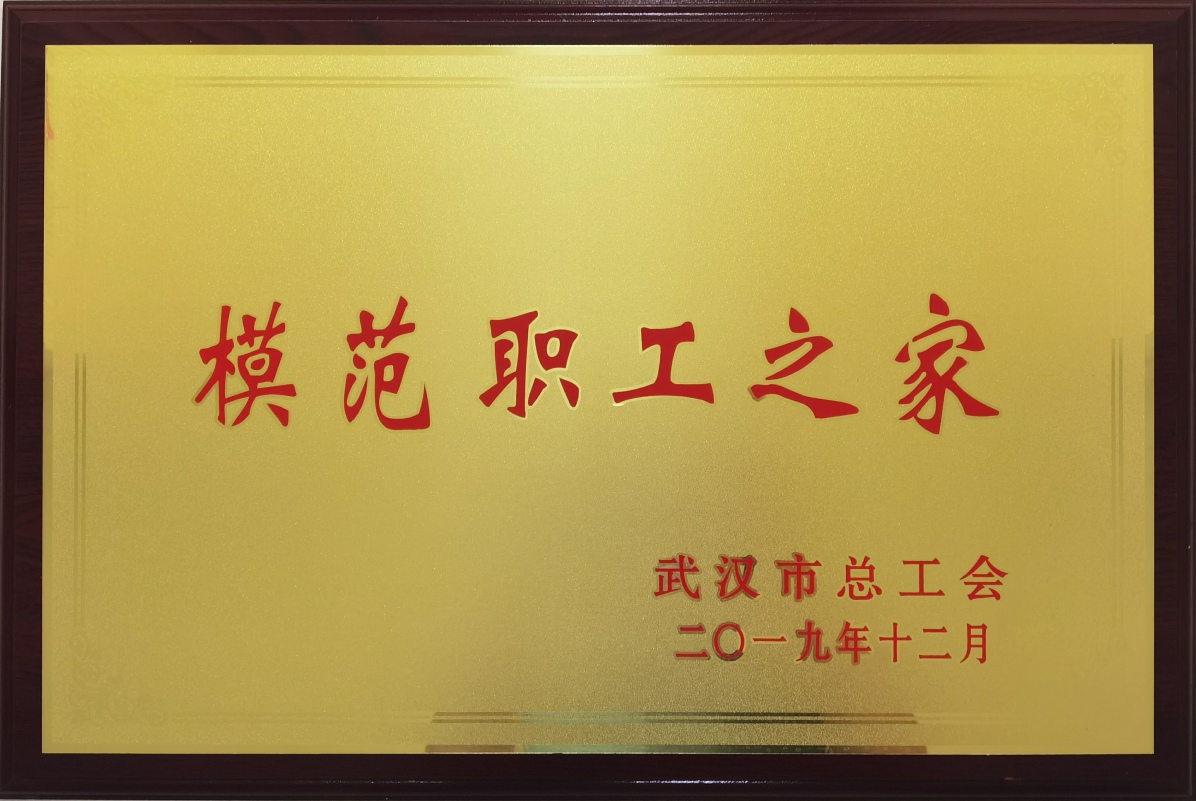 模范职工之家
武汉市总工会
二〇一九年十二月